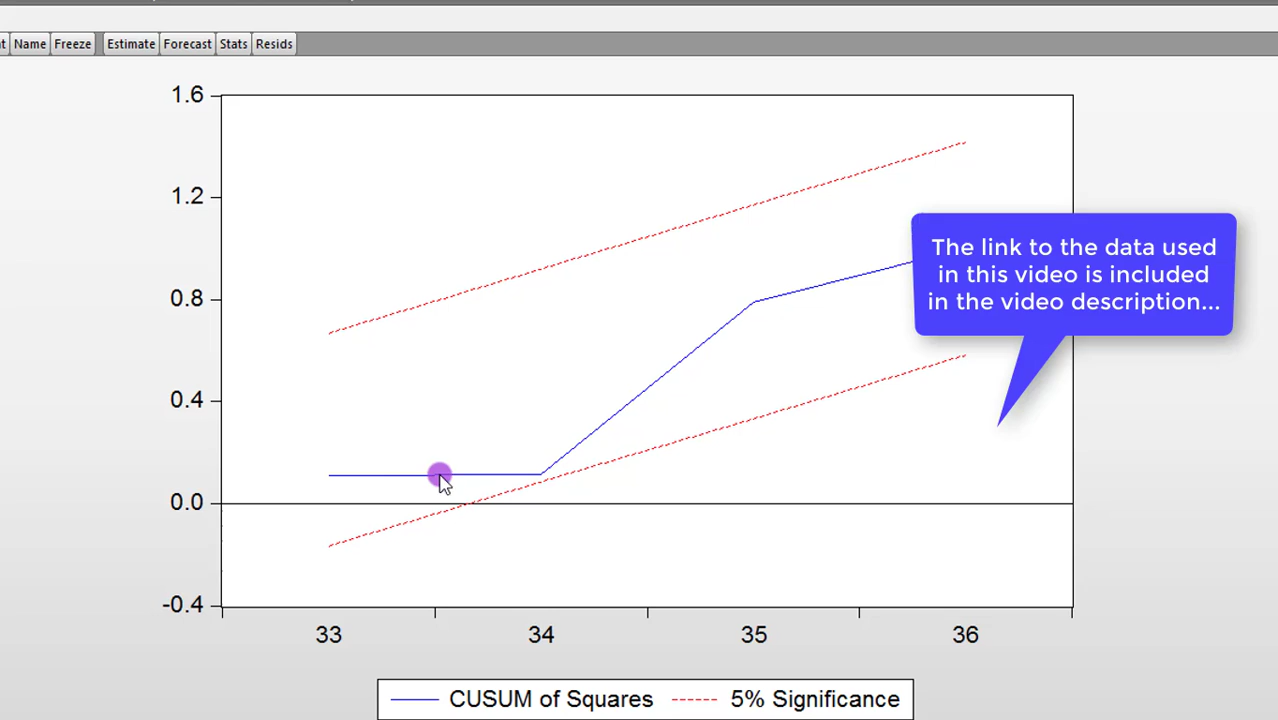 t Name Freeze Estimate Forecast Stats Resids
1.6
1.2
The link to the data used
in this video is included
in the video description...
0.8
0.4
0.0
-0.4
33 34 35 36
CUSUM of Squares 5% Significance